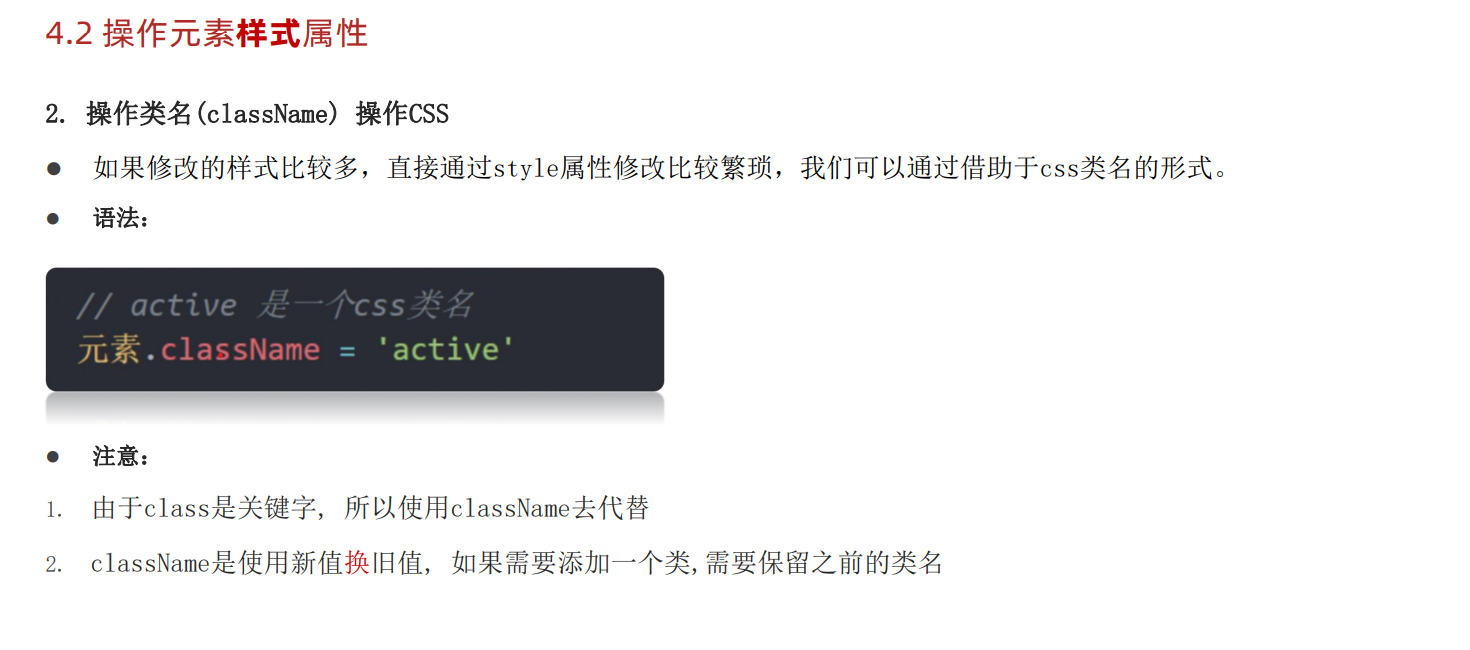 4.2 操作元素样式属性
2. 操作类名(className) 操作CSS
● 如果修改的样式比较多，直接通过style属性修改比较繁琐，我们可以通过借助于css类名的形式。
● 语法：
// active 是一个css类名
元素.className = 'active'
● 注意：
1. 由于class是关键字, 所以使用className去代替
2. className是使用新值换旧值, 如果需要添加一个类,需要保留之前的类名